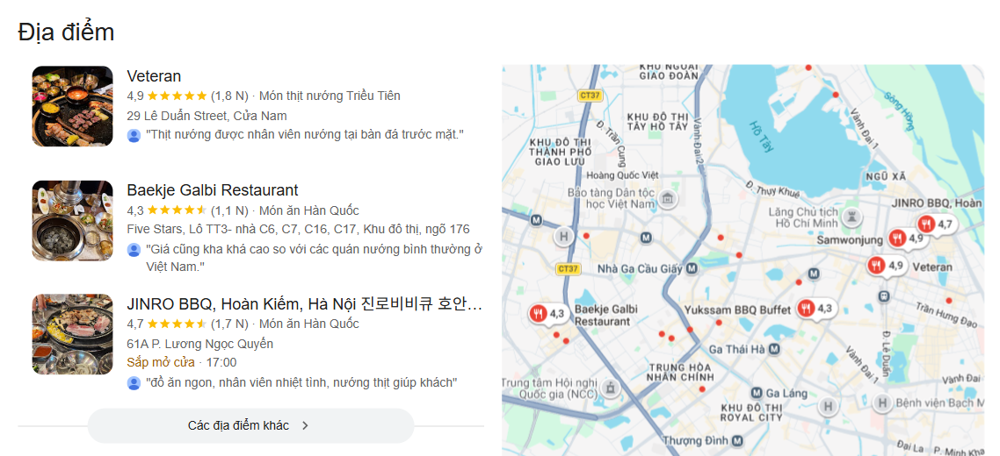 Địa điểm
Veteran
4,9 ★★★★★ (1,8 N) · Món thịt nướng Triều Tiên
29 Lê Duẩn Street, Cửa Nam
"Thịt nướng được nhân viên nướng tại bàn đá trước mặt."
Baekje Galbi Restaurant
4,3 (1,1 N) · Món ăn Hàn Quốc
Five Stars, Lô TT3- nhà C6, C7, C16, C17, Khu đô thị, ngõ 176
"Giá cũng kha khá cao so với các quán nướng bình thường ở
Việt Nam."
JINRO BBQ, Hoàn Kiếm, Hà Nội 진로비비큐 호안…
4,7 (1,7 N) · Món ăn Hàn Quốc
61A P. Lương Ngọc Quyến
Sắp mở cửa · 17:00
"đồ ăn ngon, nhân viên nhiệt tình, nướng thịt giúp khách"
Các địa điểm khác
KHU NGOẠI
GIAO ĐOÀN
CT37
Sông Hồng
KHU ĐÔ THỊ
TÂY HỒ TÂY
Vành Đai 2
Vành Đai 1
Đ. Trần Cung
Hồ Tây
KHU ĐÔ THỊ
THÀNH PHỐ
GIAO LƯU
Hoàng Quốc Việt
NGŨ XÃ
Bảo tàng Dân tộc
học Việt Nam
Đ. Thụy Khuê
JINRO BBQ, Hoàn
4,7
Lăng Chủ tịch
Hồ Chí Minh
M
H
M
Samwonjung
4,9
CT37
Nhà Ga Cầu Giấy
M
4,9
Veteran
M
4,3
Baekje Galbi
Restaurant
Yukssam BBQ Buffet
4,3
Trần Hưng Đạo
Ga Thái Hà
M
Đ. Lê Duẩn
Vành Đai 1
TRUNG HÒA
NHÂN CHÍNH
Vành Đai
Trung tâm Hội nghị
Quốc gia (NCC)
M
Ga Láng
KHU ĐÔ THỊ
ROYAL CITY
H
H
Bệnh viện Bạch M
Thượng Đình
M
Đại La
P. Minh Kha